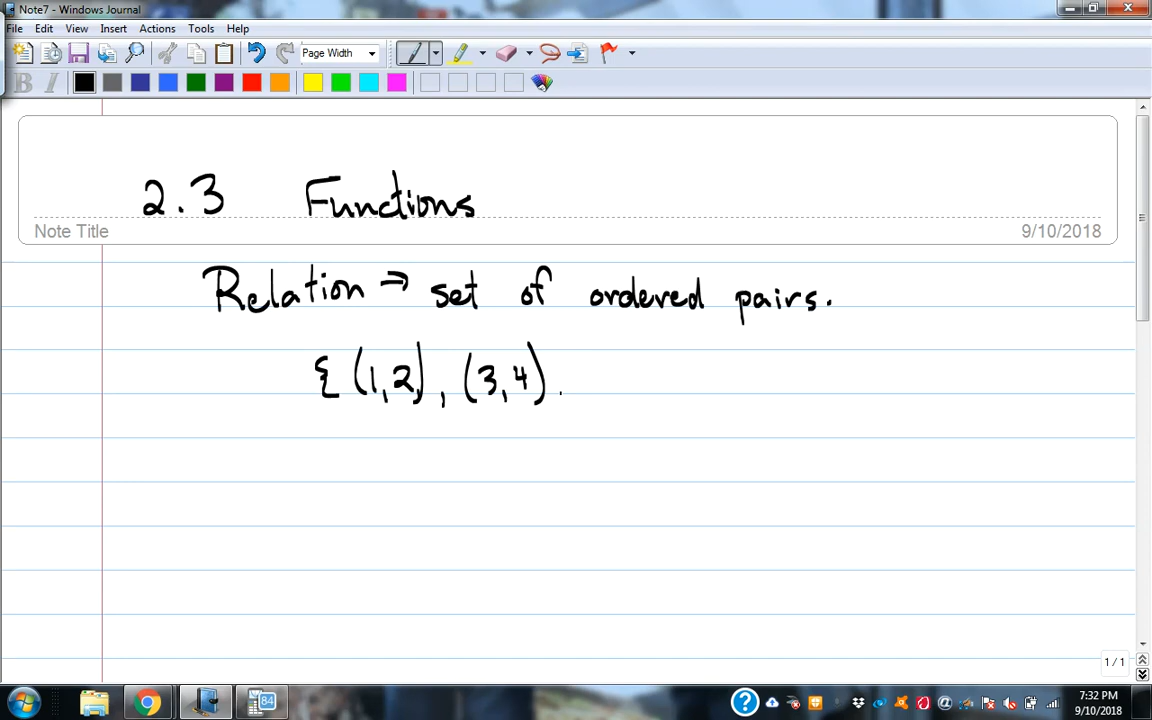 Note7 - Windows Journal
File Edit View Insert Actions Tools Help
Page Width
B I
2.3 Functions
Note Title 9/10/2018
Relation ⇒ set of ordered pairs.
{ (1,2), (3,4).
1 / 1
84
7:32 PM
9/10/2018